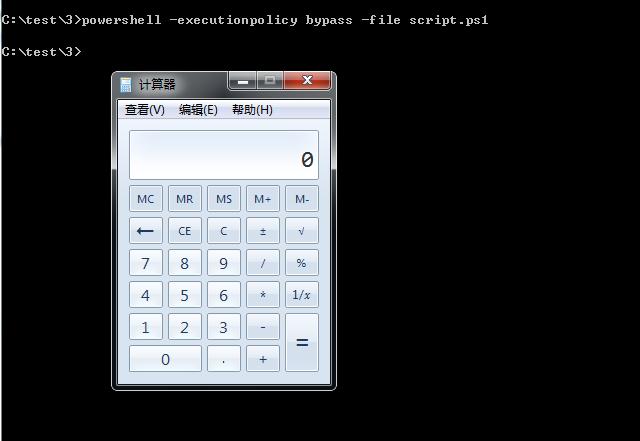 C:\test\3>powershell -executionpolicy bypass -file script.ps1
C:\test\3>
计算器
查看(V) 编辑(E) 帮助(H)
0
MC MR MS M+ M-
← CE C ± √
7 8 9 / %
4 5 6 * 1/x
1 2 3 - =
0 . +